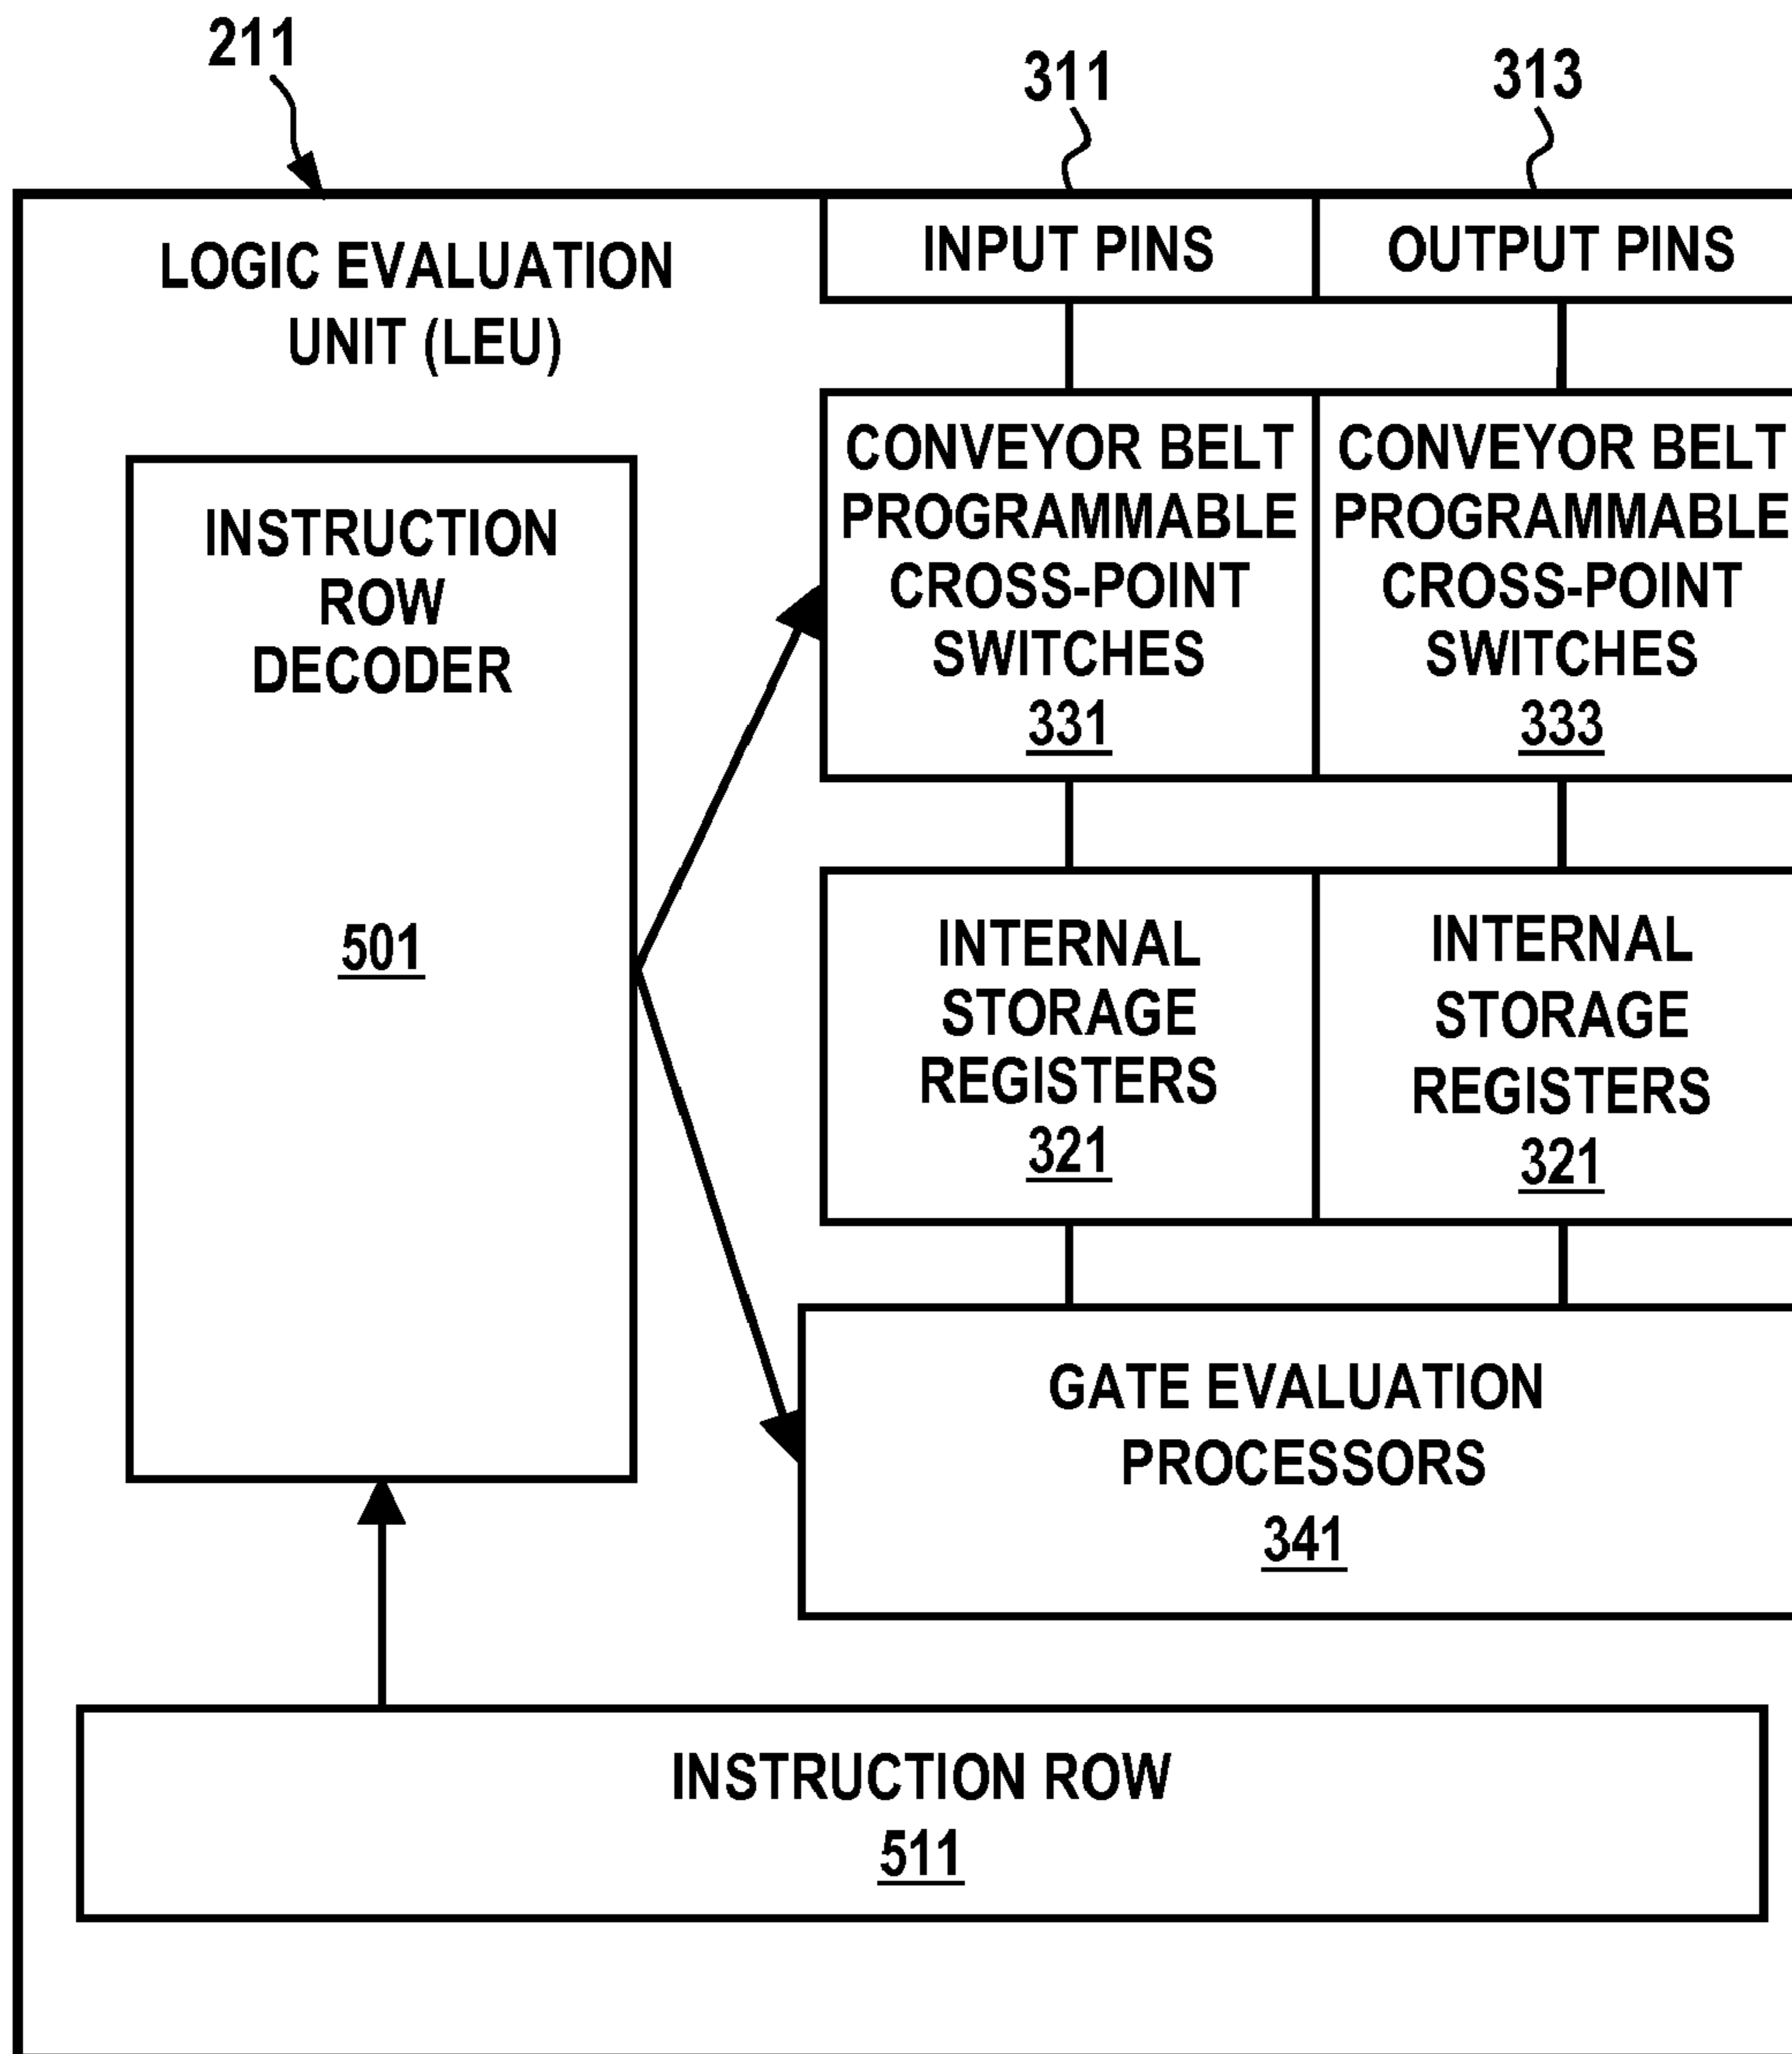 211
311
313
LOGIC EVALUATION
UNIT (LEU)
INPUT PINS
OUTPUT PINS
INSTRUCTION
ROW
DECODER
501
CONVEYOR BELT
PROGRAMMABLE
CROSS-POINT
SWITCHES
331
CONVEYOR BELT
PROGRAMMABLE
CROSS-POINT
SWITCHES
333
INTERNAL
STORAGE
REGISTERS
321
INTERNAL
STORAGE
REGISTERS
321
GATE EVALUATION
PROCESSORS
341
INSTRUCTION ROW
511